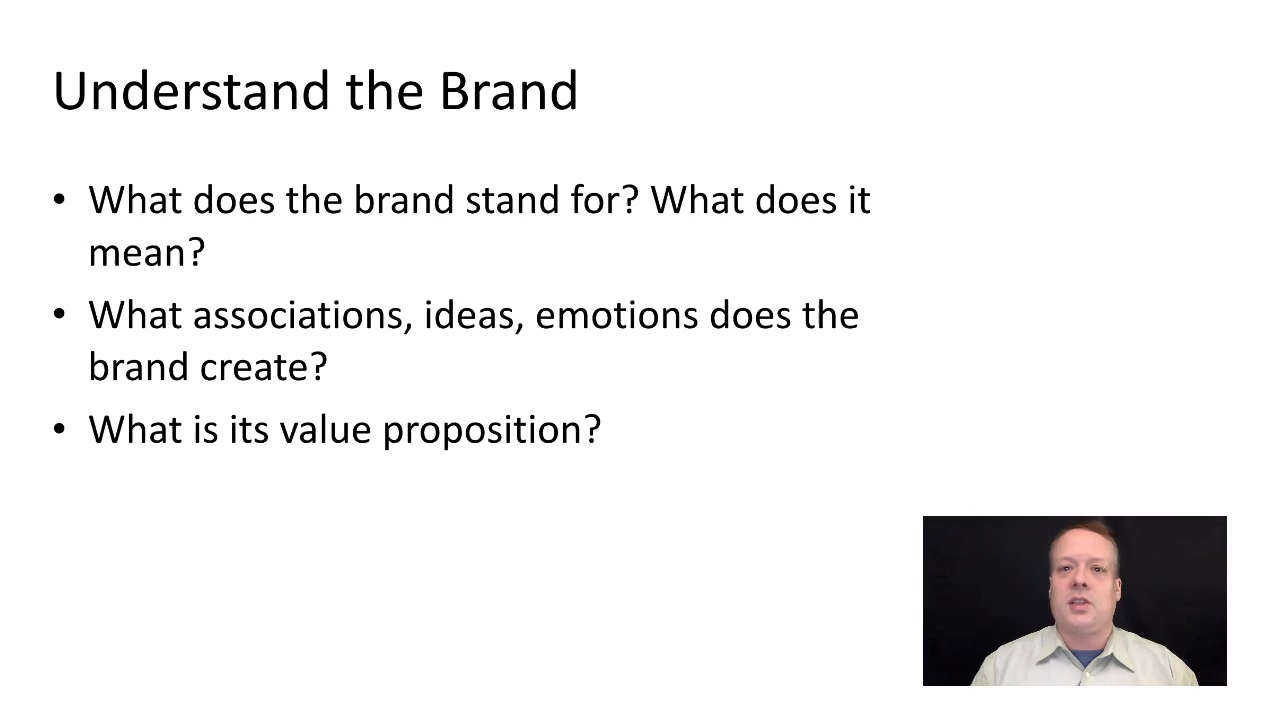 Understand the Brand
• What does the brand stand for? What does it
mean?
• What associations, ideas, emotions does the
brand create?
• What is its value proposition?